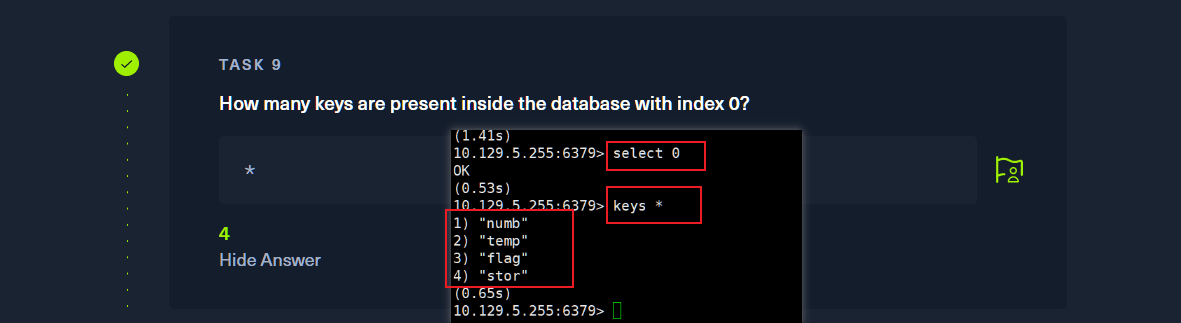 TASK 9
How many keys are present inside the database with index 0?
*
4
Hide Answer
(1.41s)
10.129.5.255:6379> select 0
OK
(0.53s)
10.129.5.255:6379> keys *
1) "numb"
2) "temp"
3) "flag"
4) "stor"
(0.65s)
10.129.5.255:6379>